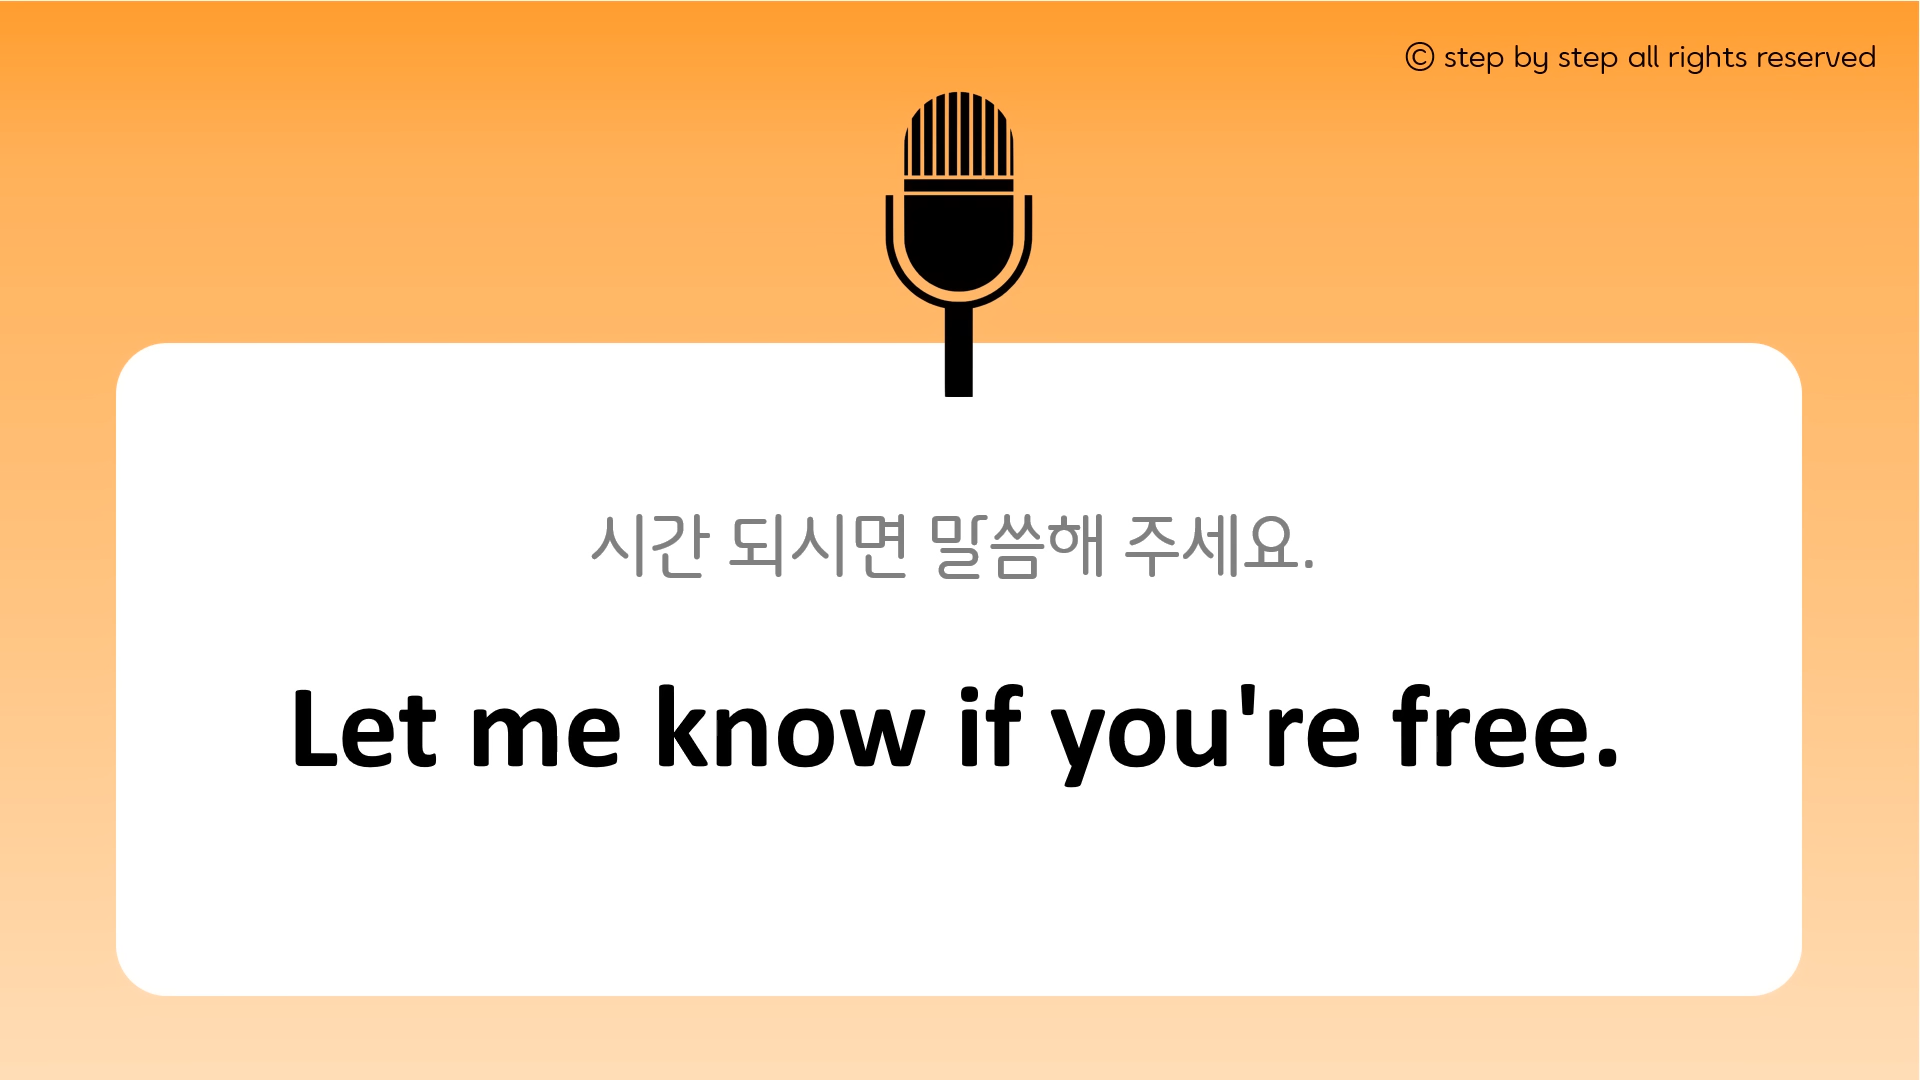 © step by step all rights reserved
시간 되시면 말씀해 주세요.
Let me know if you're free.